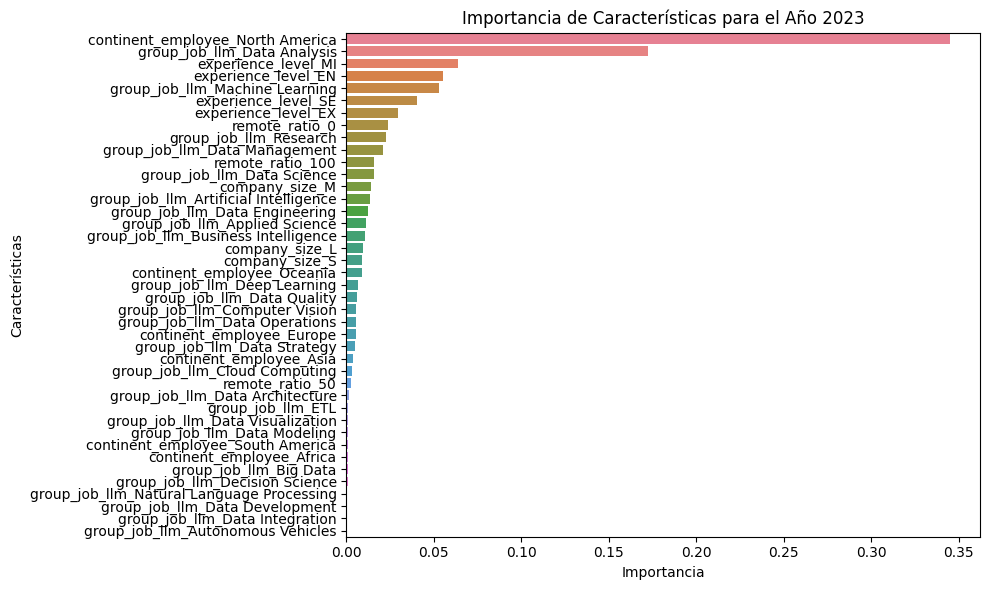 Importancia de Características para el Año 2023
Características
continent_employee_North America
group_job_llm_Data Analysis
experience_level_MI
experience_level_EN
group_job_llm_Machine Learning
experience_level_SE
experience_level_EX
remote_ratio_0
group_job_llm_Research
group_job_llm_Data Management
remote_ratio_100
group_job_llm_Data Science
company_size_M
group_job_llm_Artificial Intelligence
group_job_llm_Data Engineering
group_job_llm_Applied Science
group_job_llm_Business Intelligence
company_size_L
company_size_S
continent_employee_Oceania
group_job_llm_Deep Learning
group_job_llm_Data Quality
group_job_llm_Computer Vision
group_job_llm_Data Operations
continent_employee_Europe
group_job_llm_Data Strategy
continent_employee_Asia
group_job_llm_Cloud Computing
remote_ratio_50
group_job_llm_Data Architecture
group_job_llm_ETL
group_job_llm_Data Visualization
group_job_llm_Data Modeling
continent_employee_South America
continent_employee_Africa
group_job_llm_Big Data
group_job_llm_Decision Science
group_job_llm_Natural Language Processing
group_job_llm_Data Development
group_job_llm_Data Integration
group_job_llm_Autonomous Vehicles
0.00 0.05 0.10 0.15 0.20 0.25 0.30 0.35
Importancia